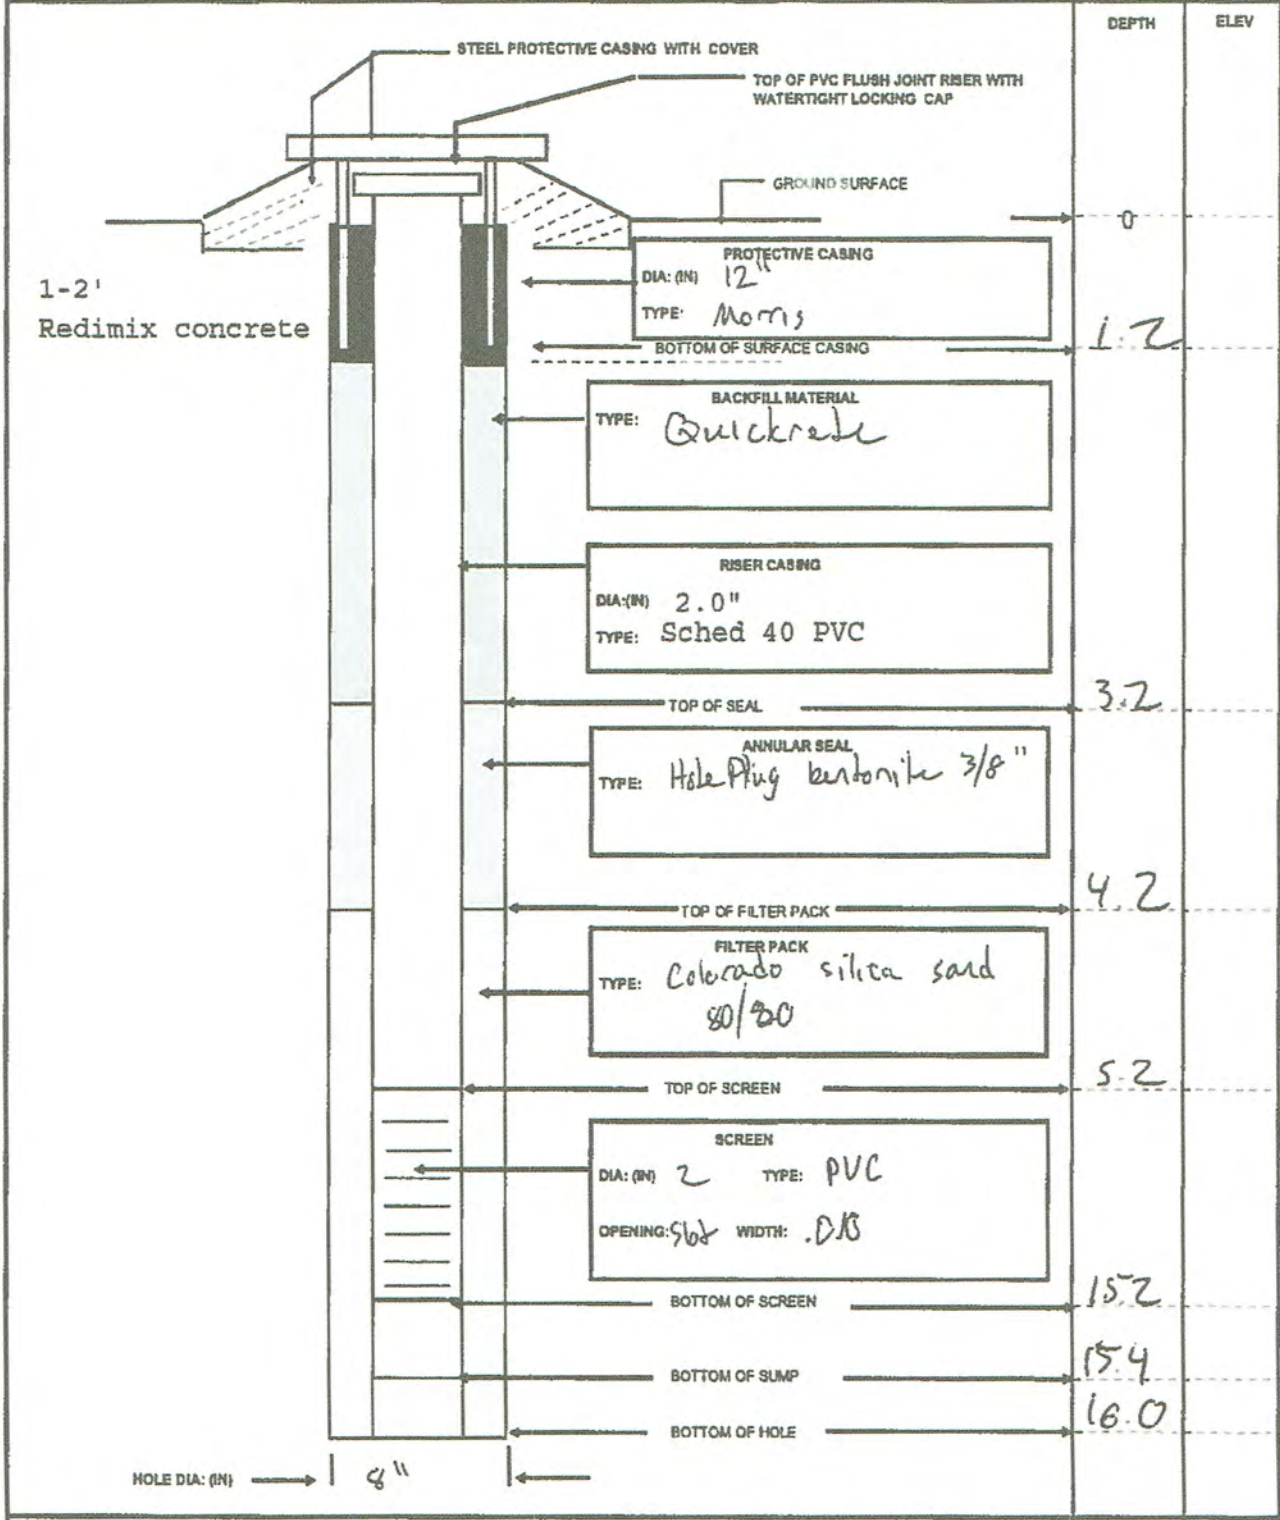 DEPTH ELEV
STEEL PROTECTIVE CASING WITH COVER
TOP OF PVC FLUSH JOINT RISER WITH
WATERTIGHT LOCKING CAP
GROUND SURFACE
0
1-2'
Redimix concrete
PROTECTIVE CASING
DIA: (IN) 12"
TYPE: Morris
BOTTOM OF SURFACE CASING 1.2
BACKFILL MATERIAL
TYPE: Quickrete
RISER CASING
DIA:(IN) 2.0"
TYPE: Sched 40 PVC
TOP OF SEAL 3.2
ANNULAR SEAL
TYPE: Hole Plug bentonite 3/8"
TOP OF FILTER PACK 4.2
FILTER PACK
TYPE: Colorado silica sand
TOP OF SCREEN 5.2
SCREEN
DIA: (IN) 2 TYPE: PVC
OPENING: Slot WIDTH:
BOTTOM OF SCREEN 15.2
BOTTOM OF SUMP 15.4
BOTTOM OF HOLE 16.0
HOLE DIA: (IN) 8"